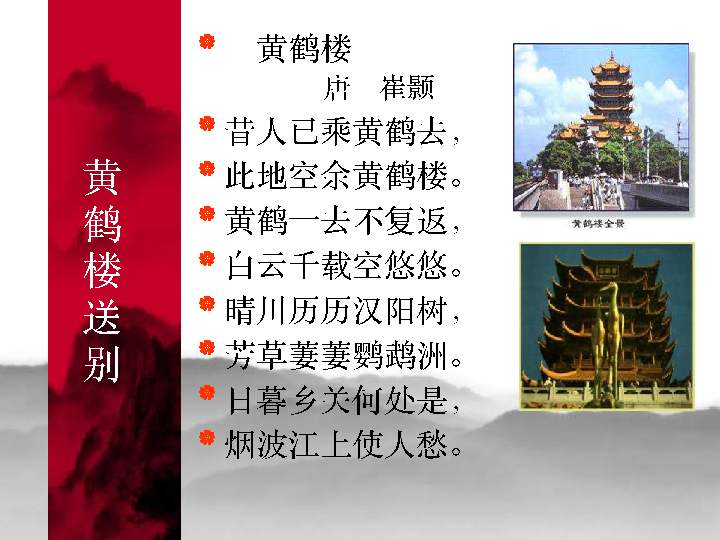 黄鹤楼送别
黄鹤楼
唐 崔颢
昔人已乘黄鹤去，
此地空余黄鹤楼。
黄鹤一去不复返，
白云千载空悠悠。
晴川历历汉阳树，
芳草萋萋鹦鹉洲。
日暮乡关何处是，
烟波江上使人愁。
黄鹤楼全景